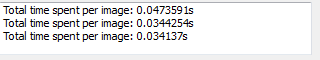 Total time spent per image: 0.0473591s
Total time spent per image: 0.0344254s
Total time spent per image: 0.034137s